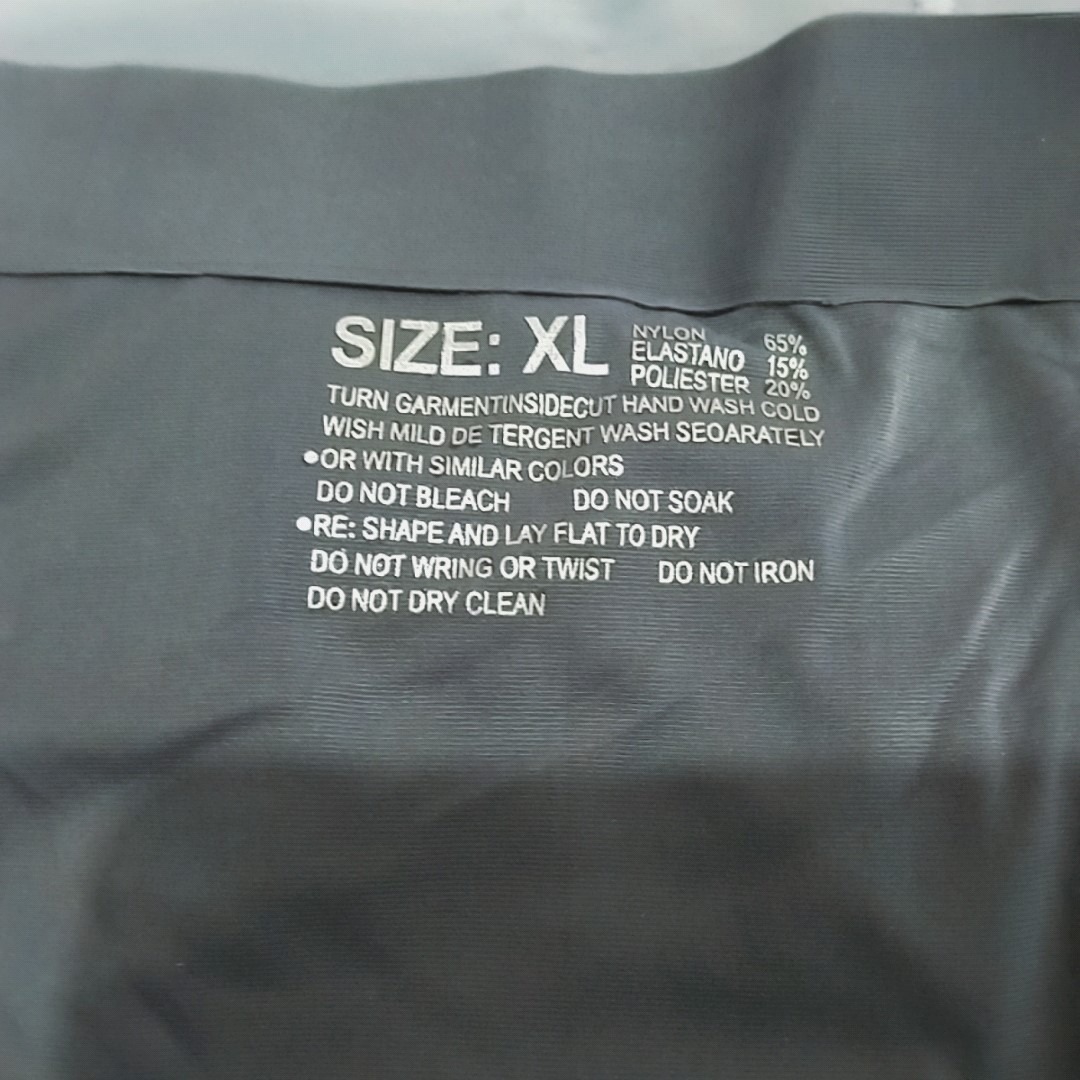 SIZE: XL
NYLON 65%
ELASTANO 15%
POLIESTER 20%
TURN GARMENTINSIDECUT HAND WASH COLD
WISH MILD DE TERGENT WASH SEOARATELY
●OR WITH SIMILAR COLORS
DO NOT BLEACH DO NOT SOAK
●RE: SHAPE AND LAY FLAT TO DRY
DO NOT WRING OR TWIST DO NOT IRON
DO NOT DRY CLEAN